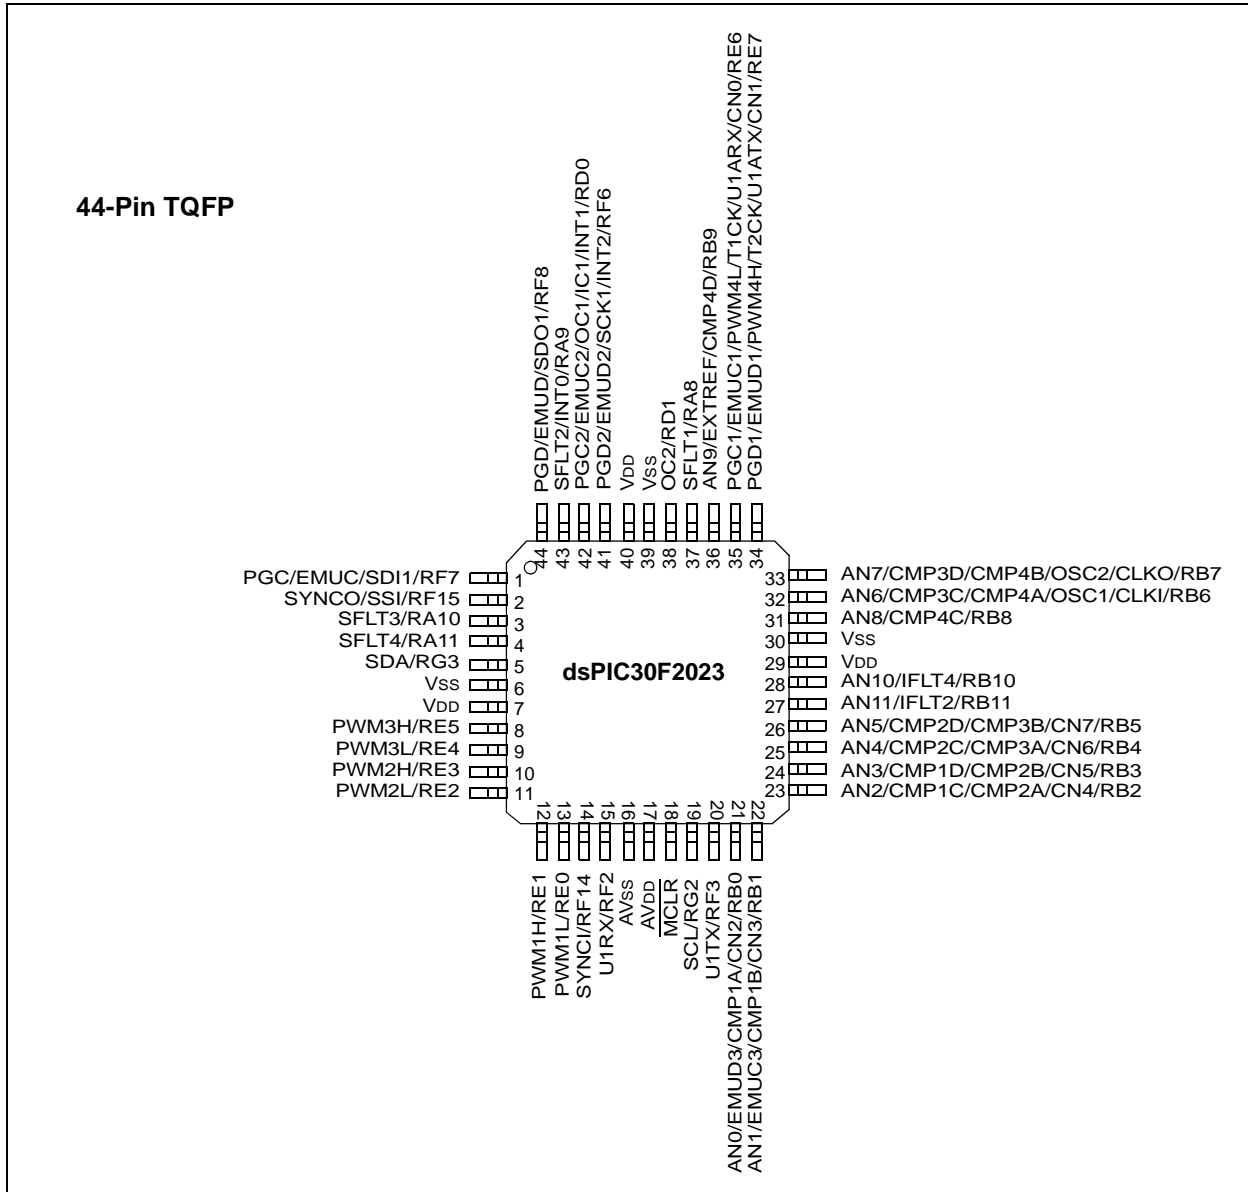 44-Pin TQFP
PGD/EMUD/SDO1/RF8
SFLT2/INT0/RA9
PGC2/EMUC2/OC1/IC1/INT1/RD0
PGD2/EMUD2/SCK1/INT2/RF6
VDD
VSS
OC2/RD1
SFLT1/RA8
AN9/EXTREF/CMP4D/RB9
PGC1/EMUC1/PWM4L/T1CK/U1ARX/CN0/RE6
PGD1/EMUD1/PWM4H/T2CK/U1ATX/CN1/RE7
44
43
42
41
40
39
38
37
36
35
34
PGC/EMUC/SDI1/RF7 1
SYNCO/SSI/RF15 2
SFLT3/RA10 3
SFLT4/RA11 4
SDA/RG3 5
VSS 6
VDD 7
PWM3H/RE5 8
PWM3L/RE4 9
PWM2H/RE3 10
PWM2L/RE2 11
dsPIC30F2023
33 AN7/CMP3D/CMP4B/OSC2/CLKO/RB7
32 AN6/CMP3C/CMP4A/OSC1/CLKI/RB6
31 AN8/CMP4C/RB8
30 VSS
29 VDD
28 AN10/IFLT4/RB10
27 AN11/IFLT2/RB11
26 AN5/CMP2D/CMP3B/CN7/RB5
25 AN4/CMP2C/CMP3A/CN6/RB4
24 AN3/CMP1D/CMP2B/CN5/RB3
23 AN2/CMP1C/CMP2A/CN4/RB2
12
13
14
15
16
17
18
19
20
21
22
PWM1H/RE1
PWM1L/RE0
SYNCI/RF14
U1RX/RF2
AVSS
AVDD
MCLR
SCL/RG2
U1TX/RF3
AN0/EMUD3/CMP1A/CN2/RB0
AN1/EMUC3/CMP1B/CN3/RB1